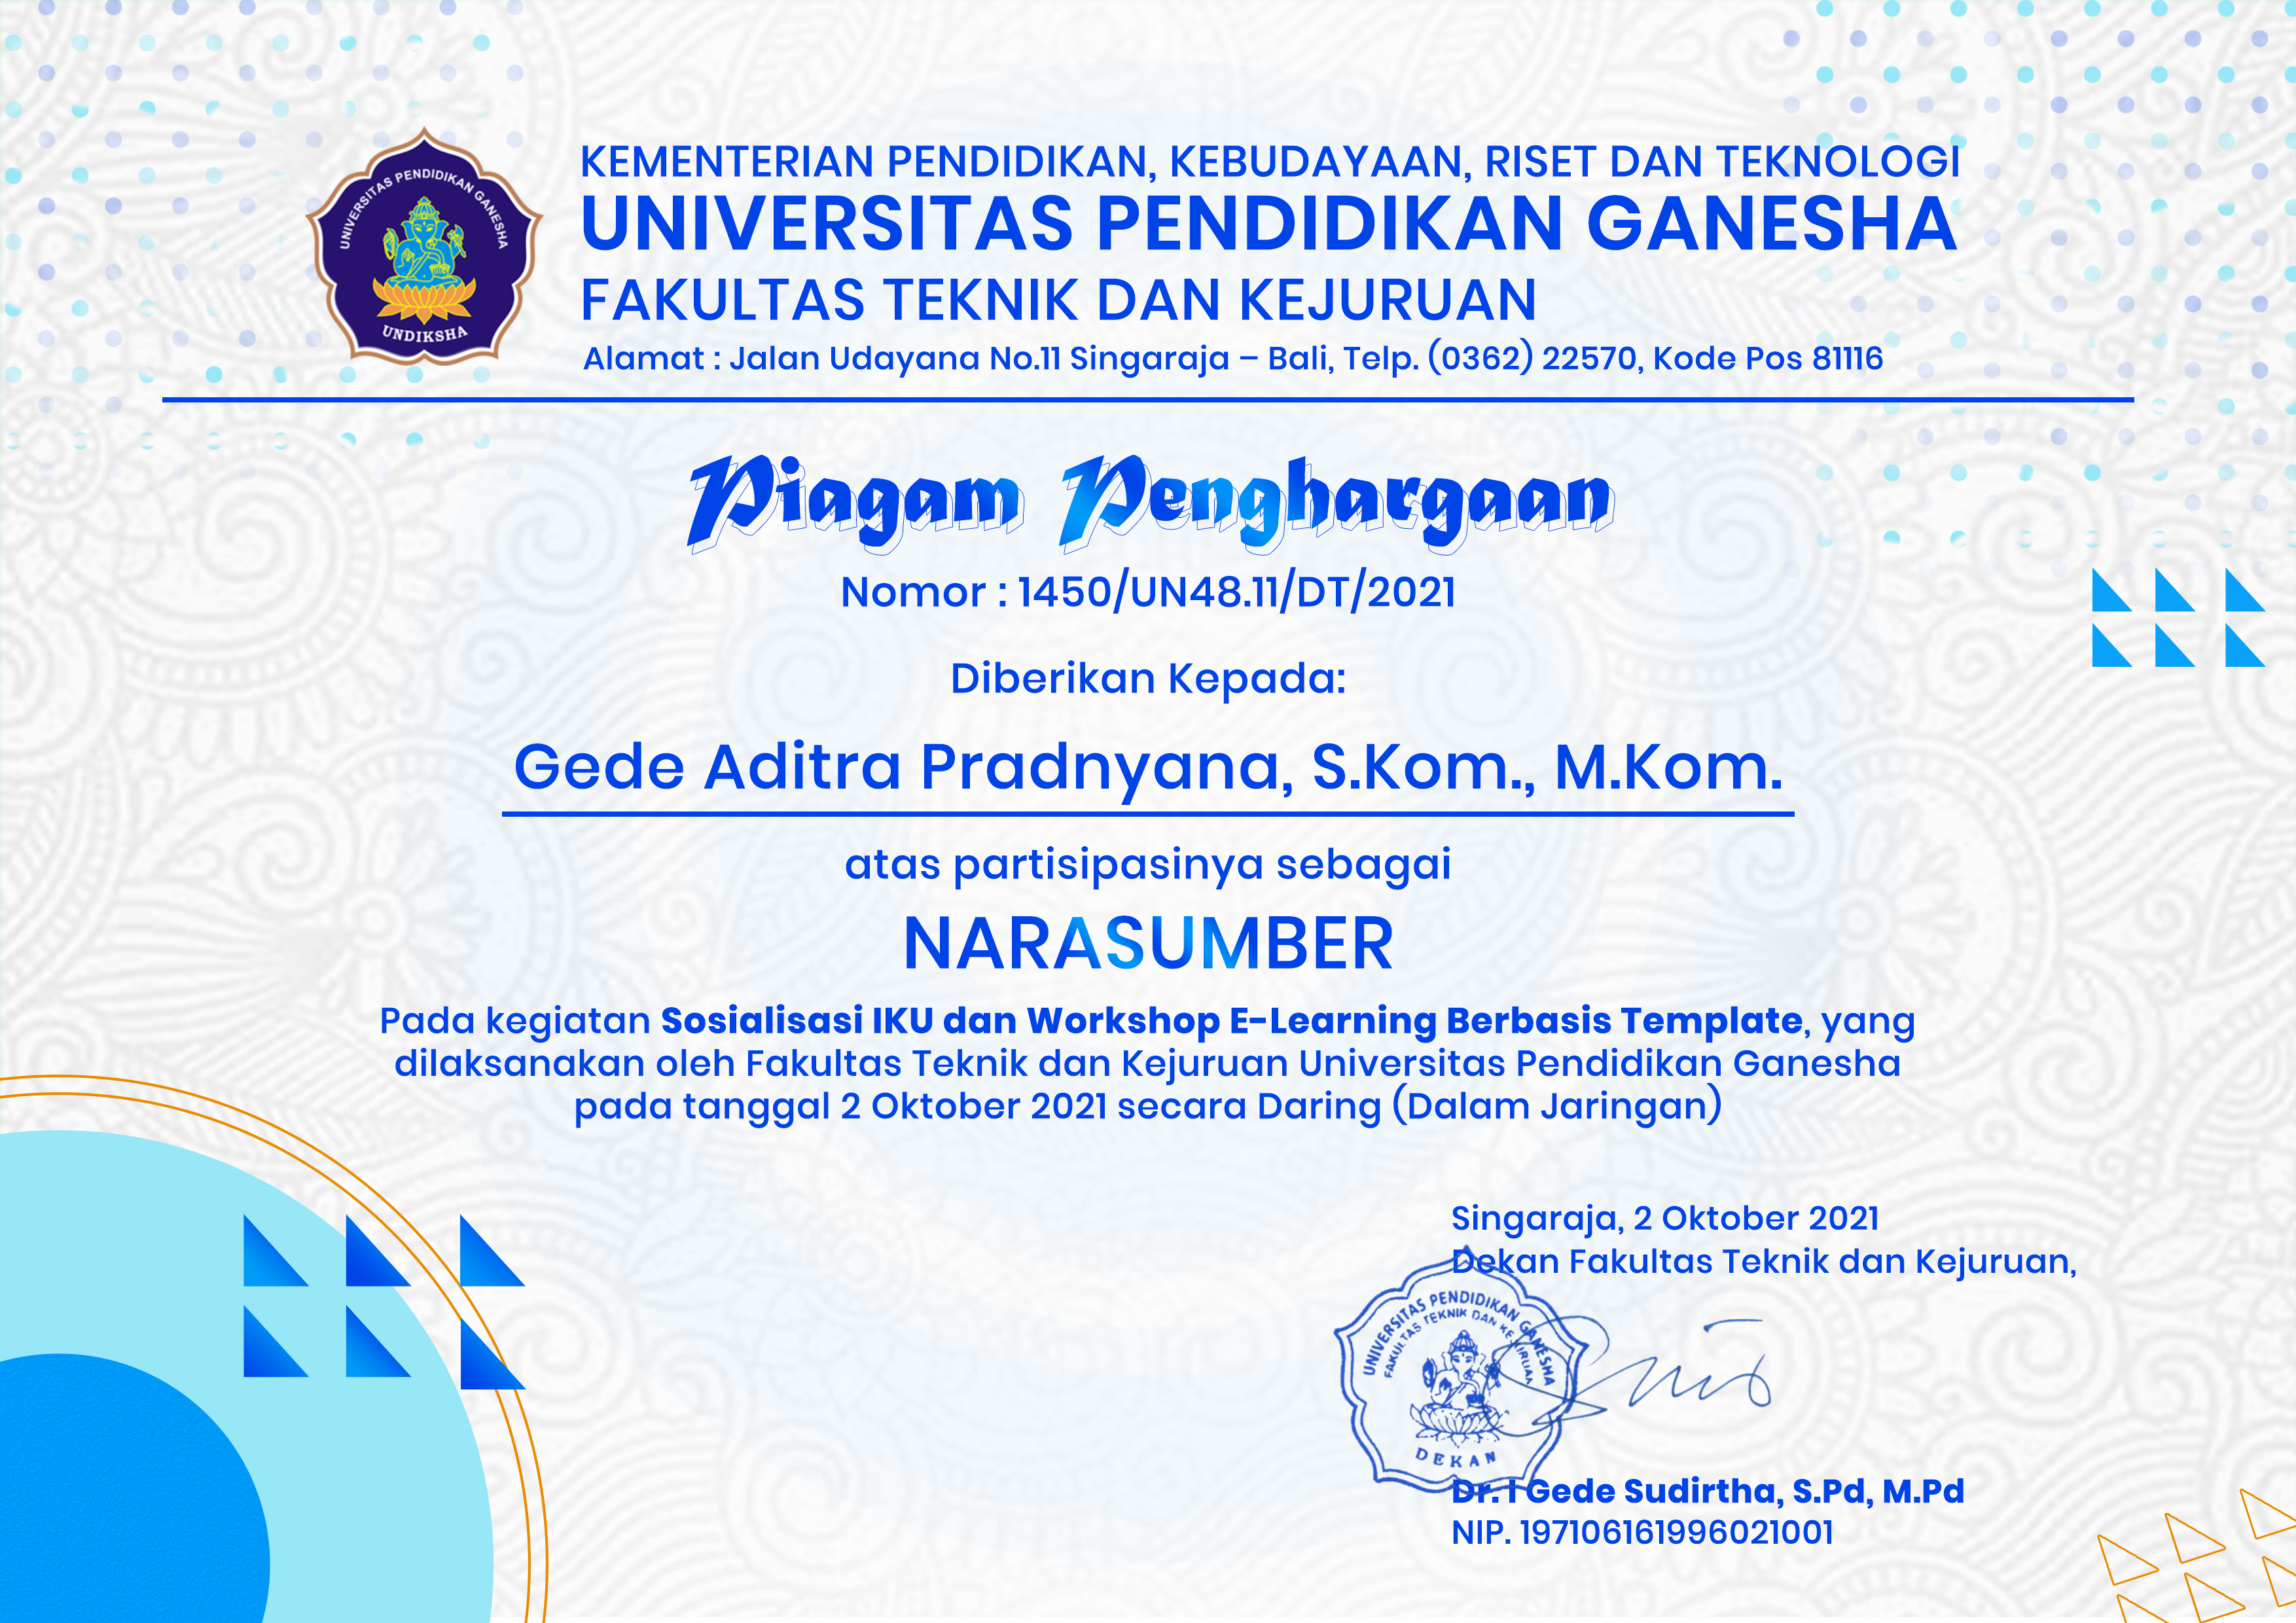 UNIVERSITAS PENDIDIKAN GANESHA
UNDIKSHA
KEMENTERIAN PENDIDIKAN, KEBUDAYAAN, RISET DAN TEKNOLOGI
UNIVERSITAS PENDIDIKAN GANESHA
FAKULTAS TEKNIK DAN KEJURUAN
Alamat : Jalan Udayana No.11 Singaraja – Bali, Telp. (0362) 22570, Kode Pos 81116
Piagam Penghargaan
Nomor : 1450/UN48.11/DT/2021
Diberikan Kepada:
Gede Aditra Pradnyana, S.Kom., M.Kom.
atas partisipasinya sebagai
NARASUMBER
Pada kegiatan Sosialisasi IKU dan Workshop E-Learning Berbasis Template, yang
dilaksanakan oleh Fakultas Teknik dan Kejuruan Universitas Pendidikan Ganesha
pada tanggal 2 Oktober 2021 secara Daring (Dalam Jaringan)
Singaraja, 2 Oktober 2021
Dekan Fakultas Teknik dan Kejuruan,
UNIVERSITAS PENDIDIKAN GANESHA
FAKULTAS TEKNIK DAN KEJURUAN
DEKAN
Dr. I Gede Sudirtha, S.Pd, M.Pd
NIP. 197106161996021001